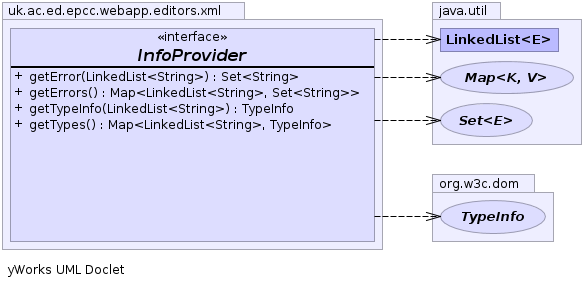 uk.ac.ed.epcc.webapp.editors.xml
«interface»
InfoProvider
+ getError(LinkedList<String>) : Set<String>
+ getErrors() : Map<LinkedList<String>, Set<String>>
+ getTypeInfo(LinkedList<String>) : TypeInfo
+ getTypes() : Map<LinkedList<String>, TypeInfo>
java.util
LinkedList<E>
Map<K, V>
Set<E>
org.w3c.dom
TypeInfo
yWorks UML Doclet